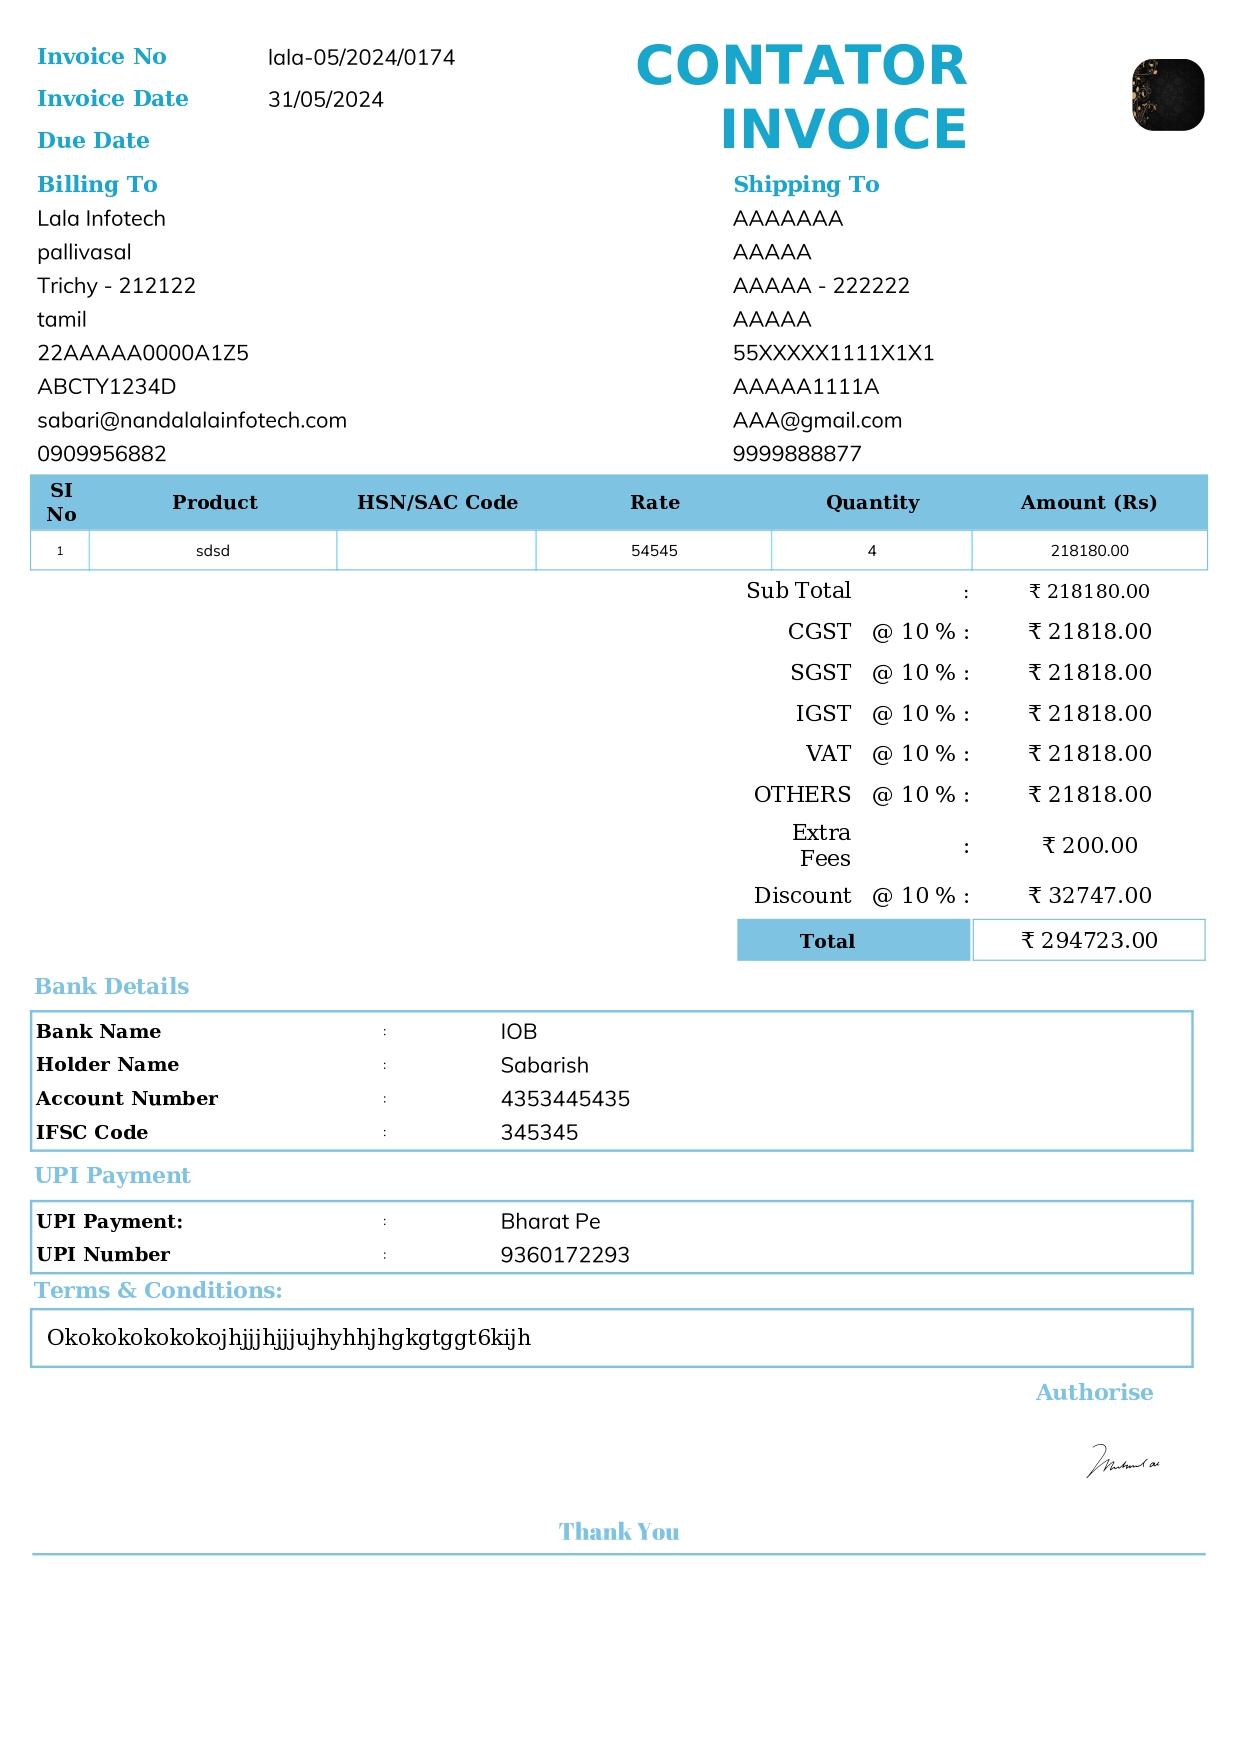 Invoice No lala-05/2024/0174
Invoice Date 31/05/2024
Due Date
CONTATOR
INVOICE
Billing To
Lala Infotech
pallivasal
Trichy - 212122
tamil
22AAAAA0000A1Z5
ABCTY1234D
sabari@nandalalainfotech.com
0909956882
Shipping To
AAAAAAA
AAAAA
AAAAA - 222222
AAAAA
55XXXXX1111X1X1
AAAAA1111A
AAA@gmail.com
9999888877
SI No Product HSN/SAC Code Rate Quantity Amount (Rs)
1 sdsd 54545 4 218180.00
Sub Total : ₹ 218180.00
CGST @ 10 % : ₹ 21818.00
SGST @ 10 % : ₹ 21818.00
IGST @ 10 % : ₹ 21818.00
VAT @ 10 % : ₹ 21818.00
OTHERS @ 10 % : ₹ 21818.00
Extra Fees : ₹ 200.00
Discount @ 10 % : ₹ 32747.00
Total ₹ 294723.00
Bank Details
Bank Name : IOB
Holder Name : Sabarish
Account Number : 4353445435
IFSC Code : 345345
UPI Payment
UPI Payment: : Bharat Pe
UPI Number : 9360172293
Terms & Conditions:
Okokokokokokojhjjjhjjjujhyhhjhgkgtggt6kijh
Authorise
Thank You